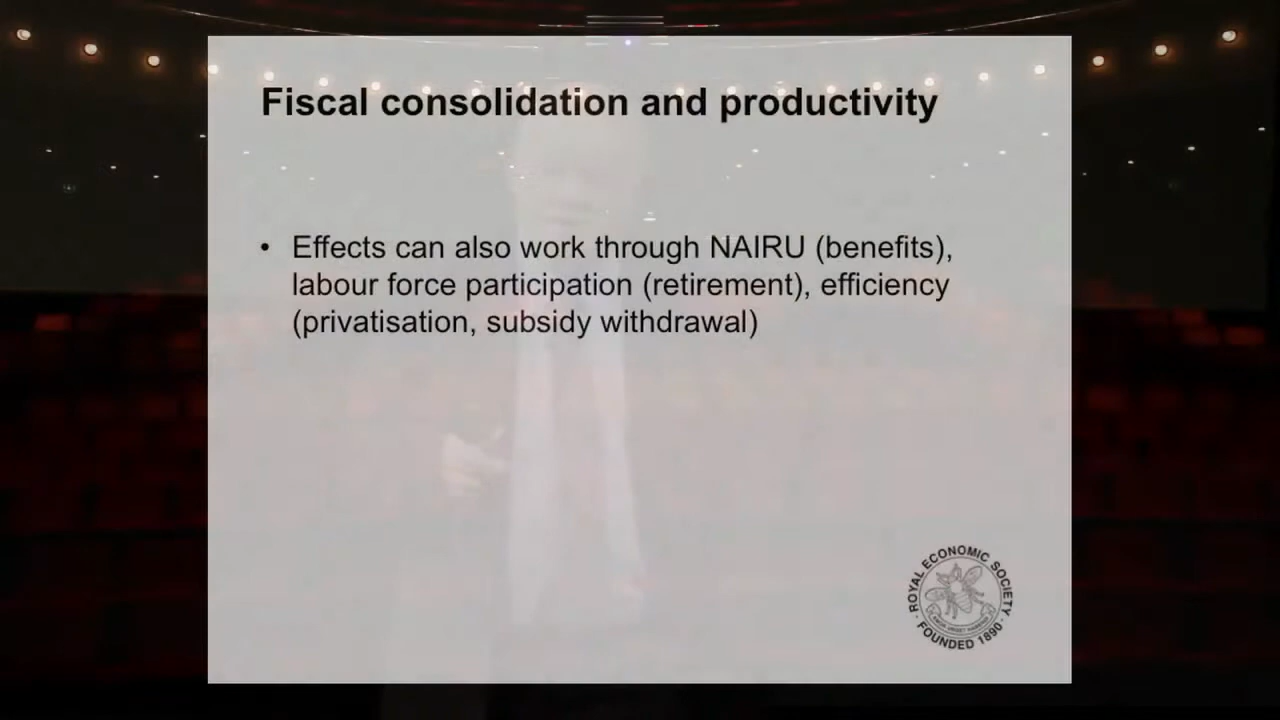 Fiscal consolidation and productivity
• Effects can also work through NAIRU (benefits),
labour force participation (retirement), efficiency
(privatisation, subsidy withdrawal)
ROYAL ECONOMIC SOCIETY
· FOUNDED 1890 ·